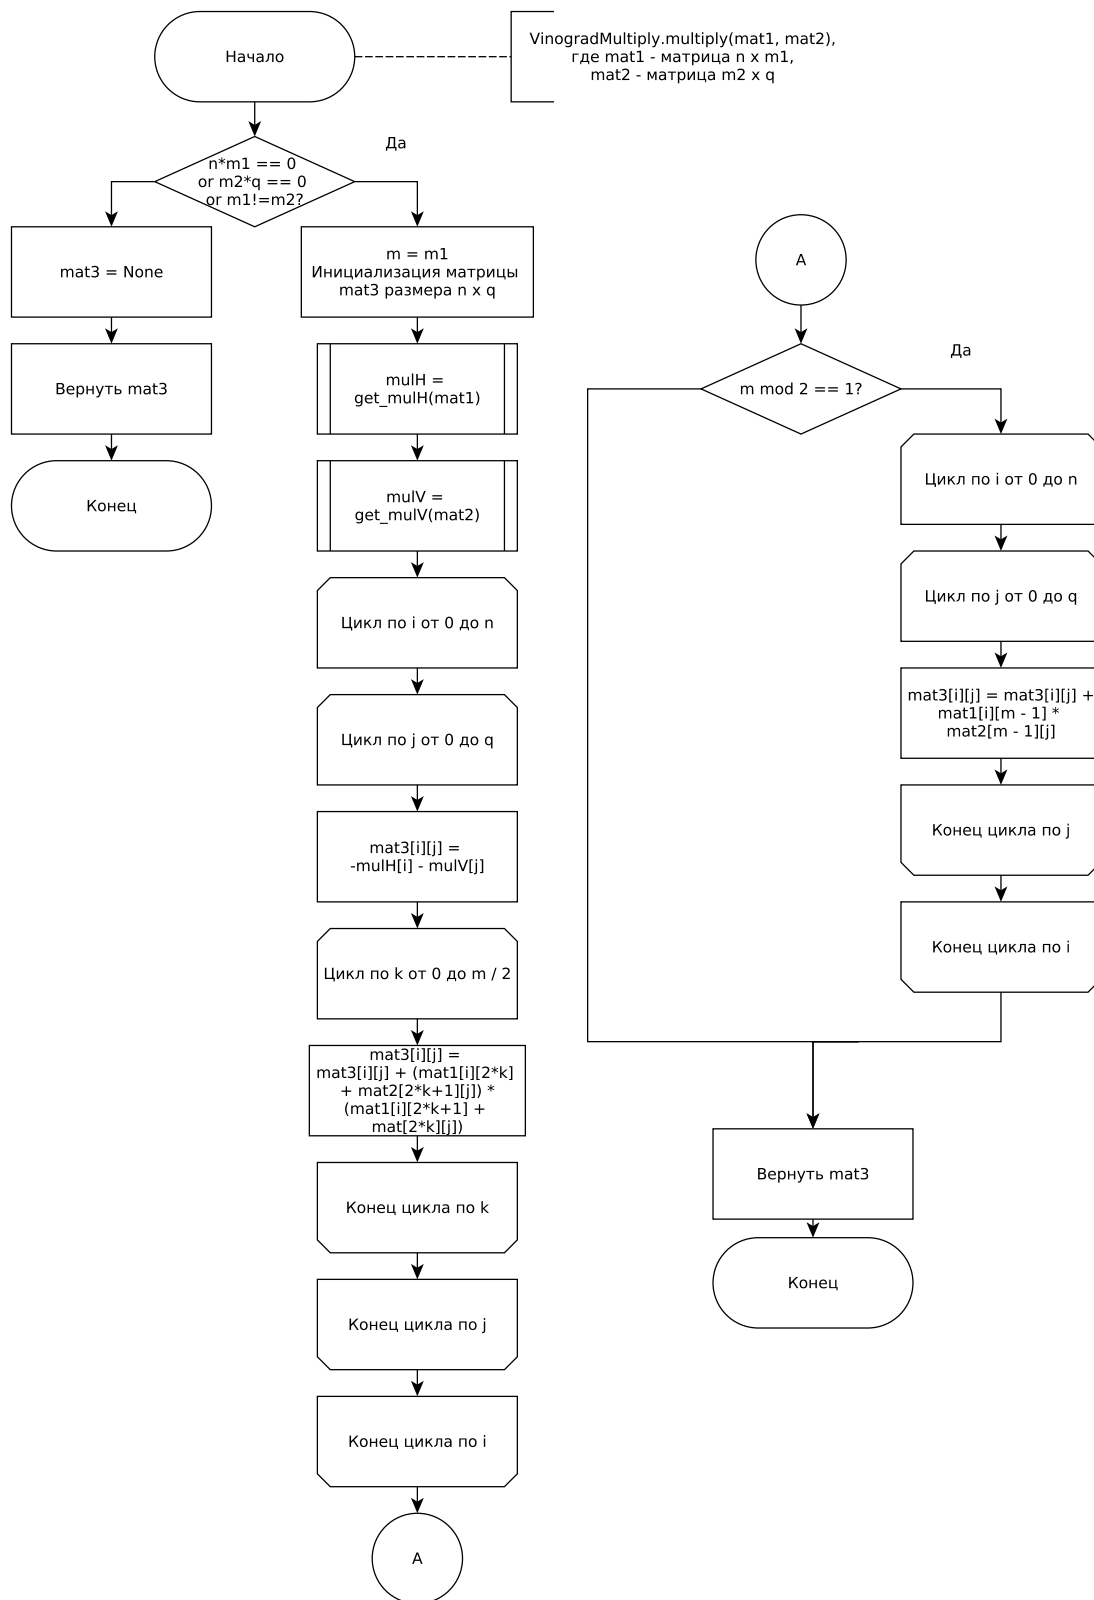 Начало
VinogradMultiply.multiply(mat1, mat2),
где mat1 - матрица n x m1,
mat2 - матрица m2 x q
Да
n*m1 == 0
or m2*q == 0
or m1!=m2?
mat3 = None
Вернуть mat3
Конец
m = m1
Инициализация матрицы
mat3 размера n x q
mulH =
get_mulH(mat1)
mulV =
get_mulV(mat2)
Цикл по i от 0 до n
Цикл по j от 0 до q
mat3[i][j] =
-mulH[i] - mulV[j]
Цикл по k от 0 до m / 2
mat3[i][j] =
mat3[i][j] + (mat1[i][2*k]
+ mat2[2*k+1][j]) *
(mat1[i][2*k+1] +
mat[2*k][j])
Конец цикла по k
Конец цикла по j
Конец цикла по i
А
А
Да
m mod 2 == 1?
Цикл по i от 0 до n
Цикл по j от 0 до q
mat3[i][j] = mat3[i][j] +
mat1[i][m - 1] *
mat2[m - 1][j]
Конец цикла по j
Конец цикла по i
Вернуть mat3
Конец